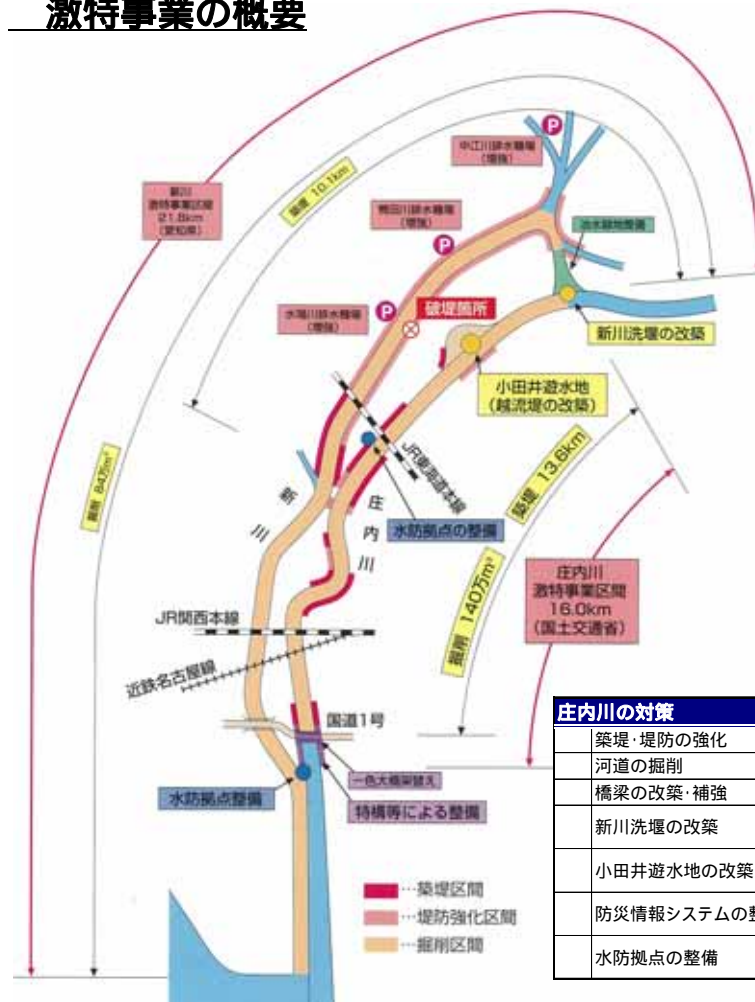 激特事業の概要
中江川排水機場
(増強)
新川
激特事業区間
21.8km
(愛知県)
築堤 10.1km
鴨田川排水機場
(増強)
治水緑地整備
水場川排水機場
(増強)
破堤箇所
新川洗堰の改築
小田井遊水地
(越流堤の改築)
JR東海道本線
築堤 13.6km
掘削 84万m³
新
川
庄
内
川
水防拠点の整備
掘削 140万m³
庄内川
激特事業区間
16.0km
(国土交通省)
JR関西本線
近鉄名古屋線
国道1号
一色大橋架替え
水防拠点整備
特構等による整備
…築堤区間
…堤防強化区間
…掘削区間
庄内川の対策
築堤・堤防の強化
河道の掘削
橋梁の改築・補強
新川洗堰の改築
小田井遊水地の改築
防災情報システムの整
水防拠点の整備